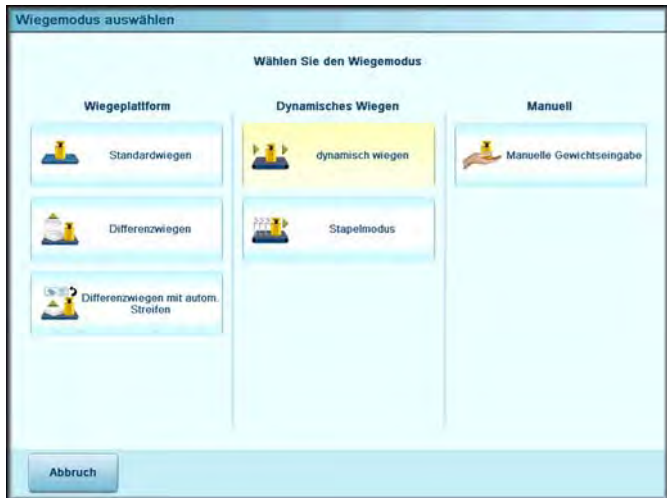 Wiegemodus auswählen
Wählen Sie den Wiegemodus
Wiegeplattform
Standardwiegen
Differenzwiegen
Differenzwiegen mit autom.
Streifen
Dynamisches Wiegen
dynamisch wiegen
Stapelmodus
Manuell
Manuelle Gewichtseingabe
Abbruch